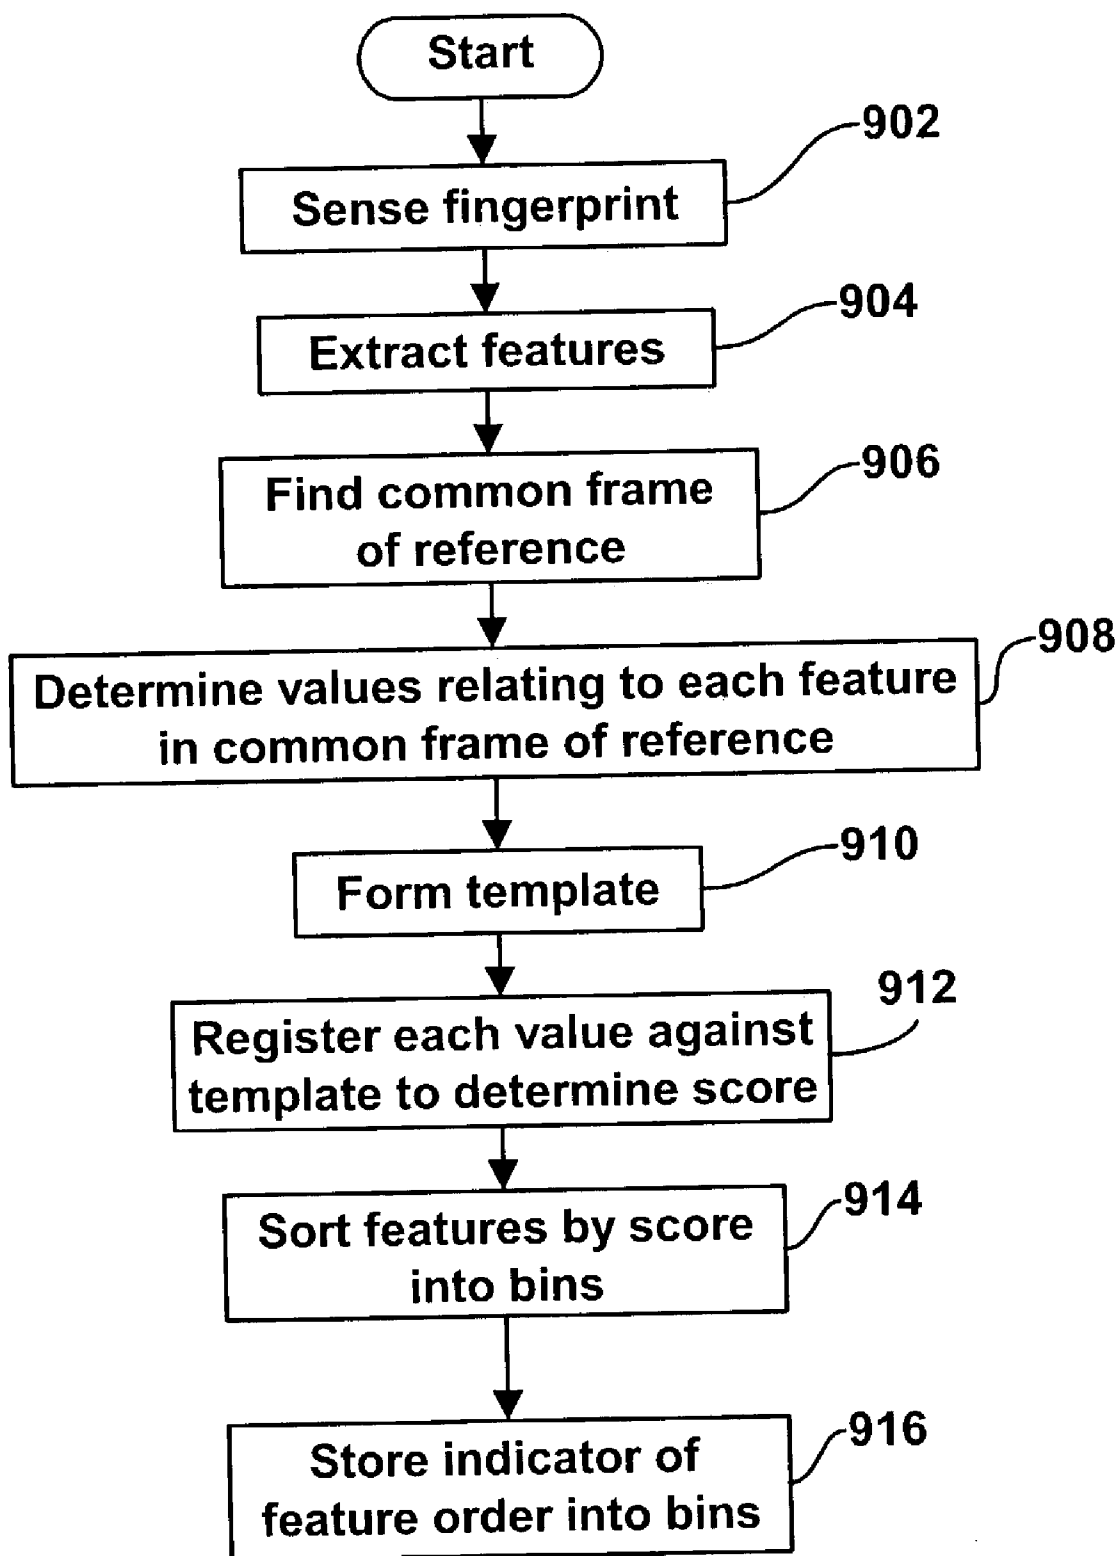 Start
902
Sense fingerprint
904
Extract features
906
Find common frame
of reference
908
Determine values relating to each feature
in common frame of reference
910
Form template
912
Register each value against
template to determine score
914
Sort features by score
into bins
916
Store indicator of
feature order into bins